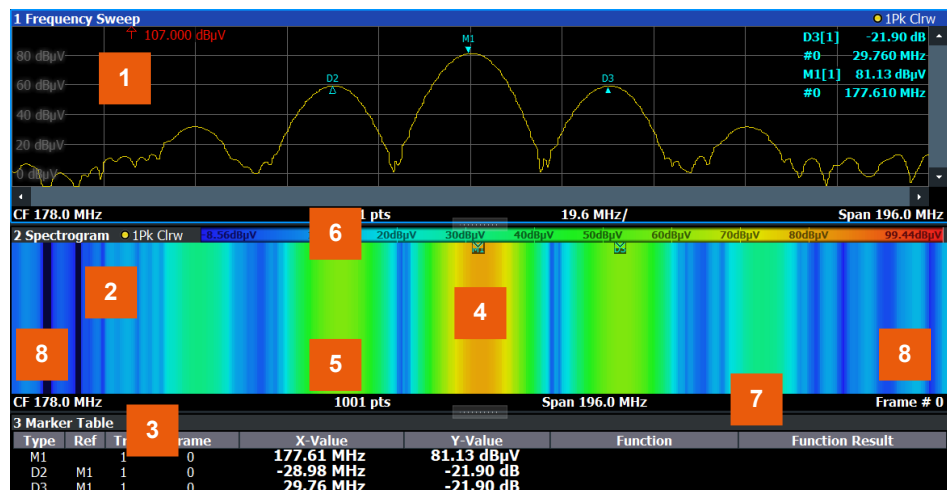 1 Frequency Sweep
1Pk Clrw
107.000 dBµV
M1
D3[1] -21.90 dB
#0 29.760 MHz
M1[1] 81.13 dBµV
#0 177.610 MHz
80 dBµV
60 dBµV
40 dBµV
20 dBµV
0 dBµV
1
D2
D3
CF 178.0 MHz pts 19.6 MHz/ Span 196.0 MHz
6
2 Spectrogram 1Pk Clrw -8.56dBµV 20dBµV 30dBµV 40dBµV 50dBµV 60dBµV 70dBµV 80dBµV 99.44dBµV
2
4
8
5
8
7
CF 178.0 MHz 1001 pts Span 196.0 MHz Frame # 0
3 Marker Table
3
Type Ref X-Value Y-Value Function Function Result
M1 1 0 177.61 MHz 81.13 dBµV
D2 M1 1 0 -28.98 MHz -21.90 dB
D3 M1 1 0 29.76 MHz -21.90 dB